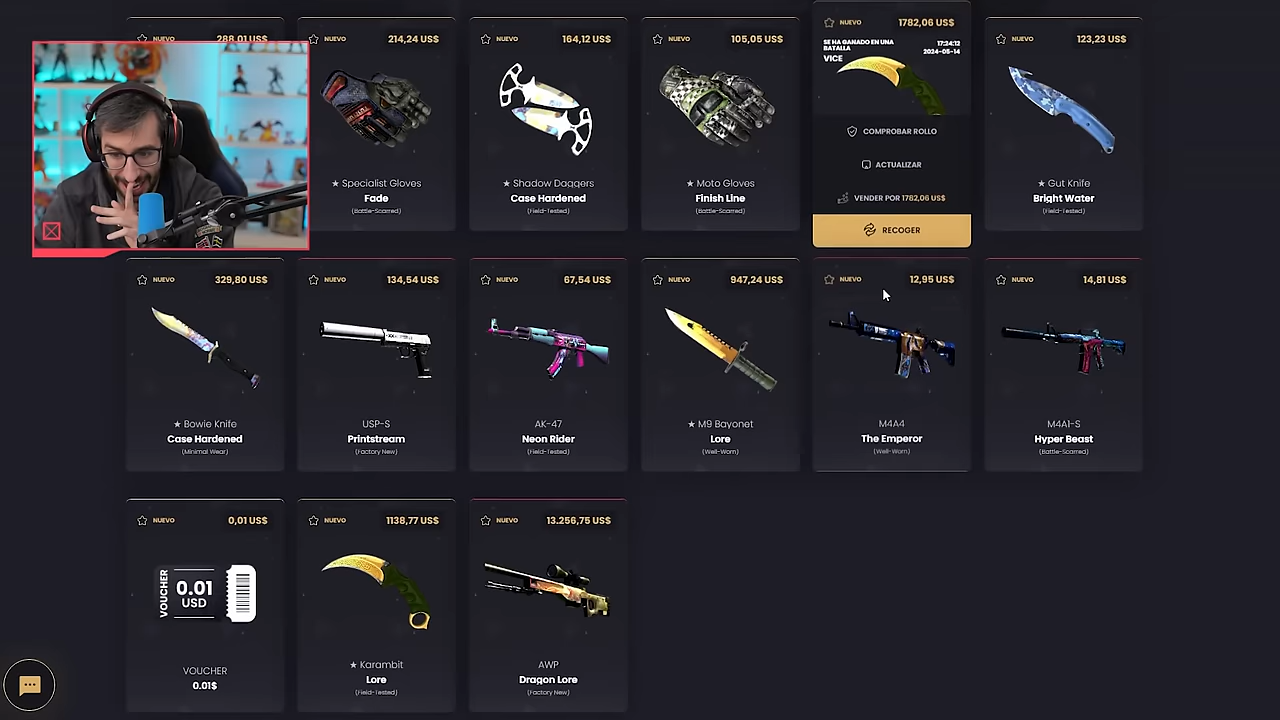 288,01 US$
NUEVO 214,24 US$
★ Specialist Gloves
Fade
(Battle-Scarred)
NUEVO 164,12 US$
★ Shadow Daggers
Case Hardened
(Field-Tested)
NUEVO 105,05 US$
★ Moto Gloves
Finish Line
(Battle-Scarred)
NUEVO 1782,06 US$
SE HA GANADO EN UNA
BATALLA
VICE
17:24:12
2024-05-14
COMPROBAR ROLLO
ACTUALIZAR
VENDER POR 1782,06 US$
RECOGER
NUEVO 123,23 US$
★ Gut Knife
Bright Water
(Field-Tested)
NUEVO 329,80 US$
★ Bowie Knife
Case Hardened
(Minimal Wear)
NUEVO 134,54 US$
USP-S
Printstream
(Factory New)
NUEVO 67,54 US$
AK-47
Neon Rider
(Field-Tested)
NUEVO 947,24 US$
★ M9 Bayonet
Lore
(Well-Worn)
NUEVO 12,95 US$
M4A4
The Emperor
(Well-Worn)
NUEVO 14,81 US$
M4A1-S
Hyper Beast
(Battle-Scarred)
NUEVO 0,01 US$
VOUCHER
0.01
USD
VOUCHER
0.01$
NUEVO 1138,77 US$
★ Karambit
Lore
(Field-Tested)
NUEVO 13.256,75 US$
AWP
Dragon Lore
(Factory New)